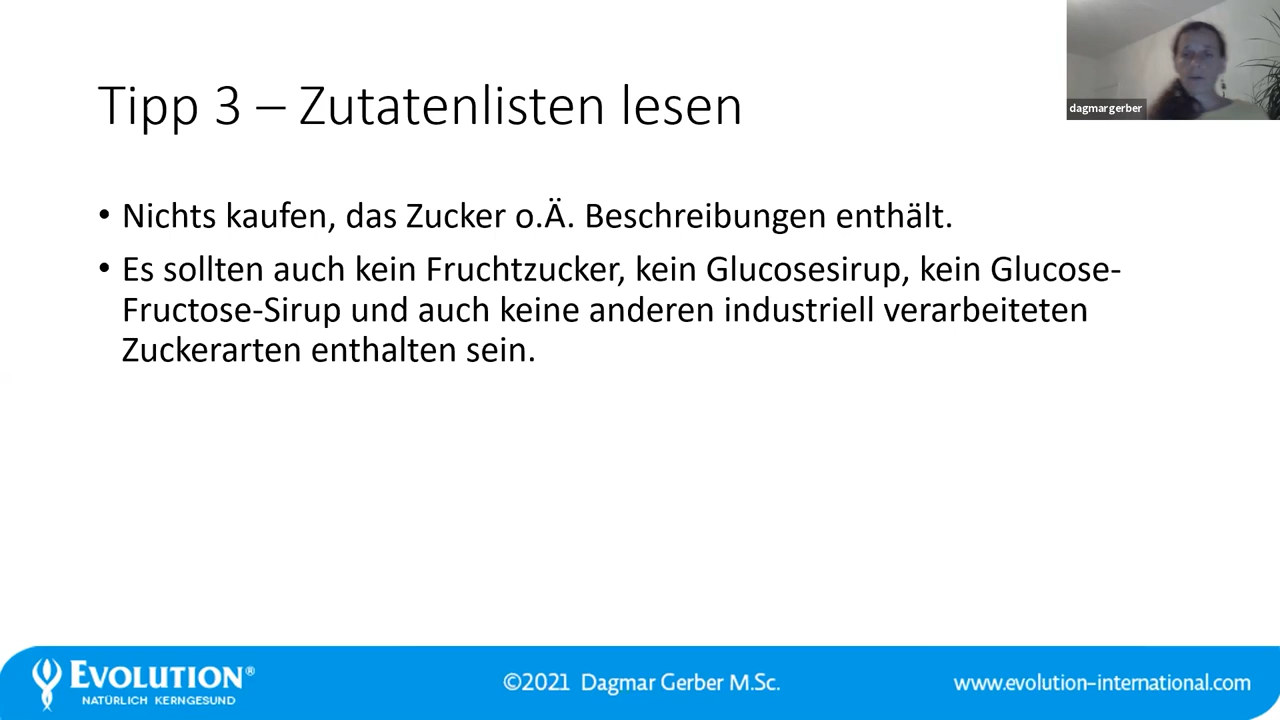 dagmargerber
Tipp 3 – Zutatenlisten lesen
• Nichts kaufen, das Zucker o.Ä. Beschreibungen enthält.
• Es sollten auch kein Fruchtzucker, kein Glucosesirup, kein Glucose-
Fructose-Sirup und auch keine anderen industriell verarbeiteten
Zuckerarten enthalten sein.
EVOLUTION®
NATÜRLICH KERNGESUND
©2021 Dagmar Gerber M.Sc.
www.evolution-international.com